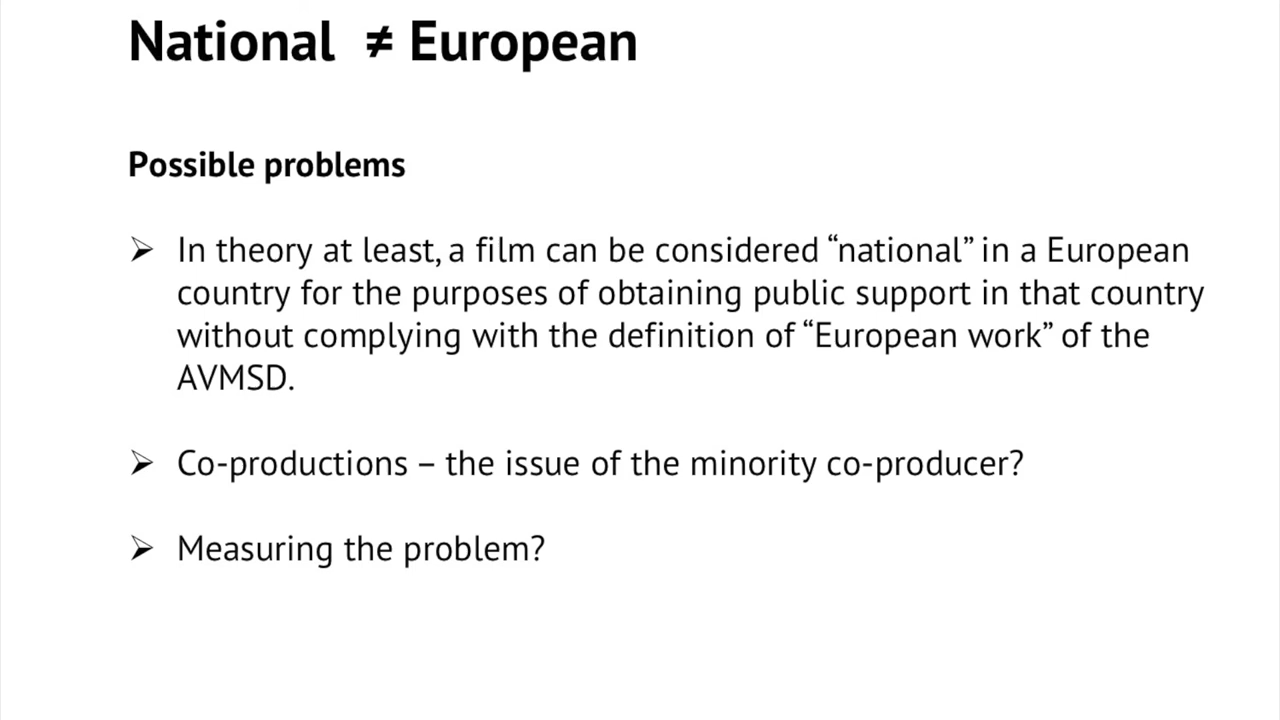 National ≠ European
Possible problems
➢ In theory at least, a film can be considered “national” in a European
country for the purposes of obtaining public support in that country
without complying with the definition of “European work” of the
AVMSD.
➢ Co-productions – the issue of the minority co-producer?
➢ Measuring the problem?